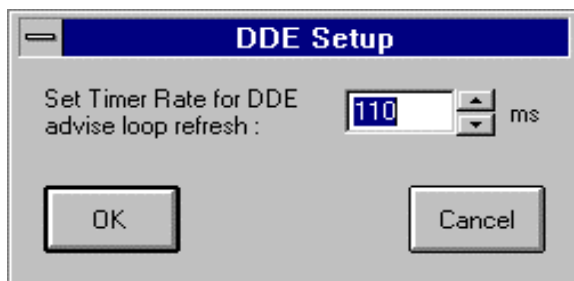 DDE Setup
Set Timer Rate for DDE
advise loop refresh :
110
ms
OK
Cancel